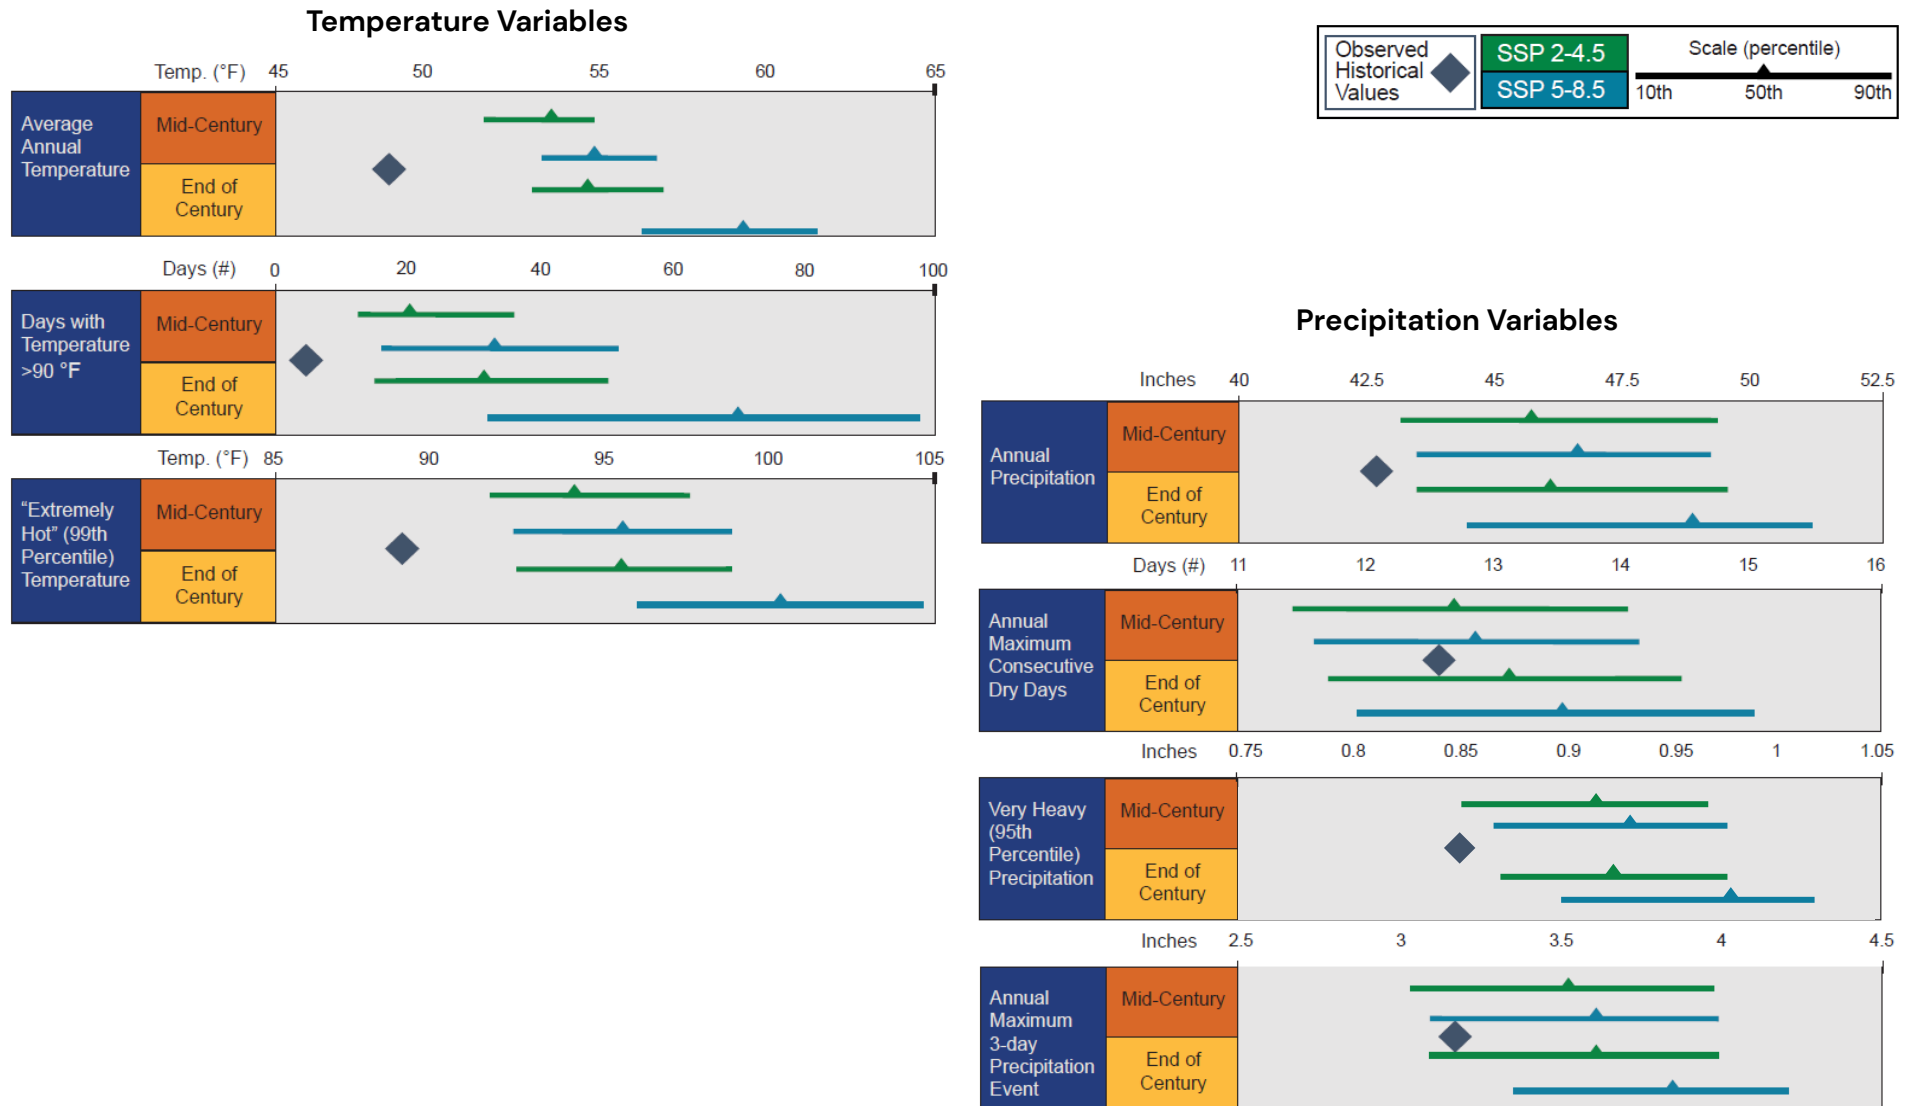 Temperature Variables
Temp. (°F) 45 50 55 60 65
Average
Annual
Temperature
Mid-Century
End of
Century
Days (#) 0 20 40 60 80 100
Days with
Temperature
>90 °F
Mid-Century
End of
Century
Temp. (°F) 85 90 95 100 105
“Extremely
Hot” (99th
Percentile)
Temperature
Mid-Century
End of
Century
Observed
Historical
Values
SSP 2-4.5
SSP 5-8.5
Scale (percentile)
10th 50th 90th
Precipitation Variables
Inches 40 42.5 45 47.5 50 52.5
Annual
Precipitation
Mid-Century
End of
Century
Days (#) 11 12 13 14 15 16
Annual
Maximum
Consecutive
Dry Days
Mid-Century
End of
Century
Inches 0.75 0.8 0.85 0.9 0.95 1 1.05
Very Heavy
(95th
Percentile)
Precipitation
Mid-Century
End of
Century
Inches 2.5 3 3.5 4 4.5
Annual
Maximum
3-day
Precipitation
Event
Mid-Century
End of
Century